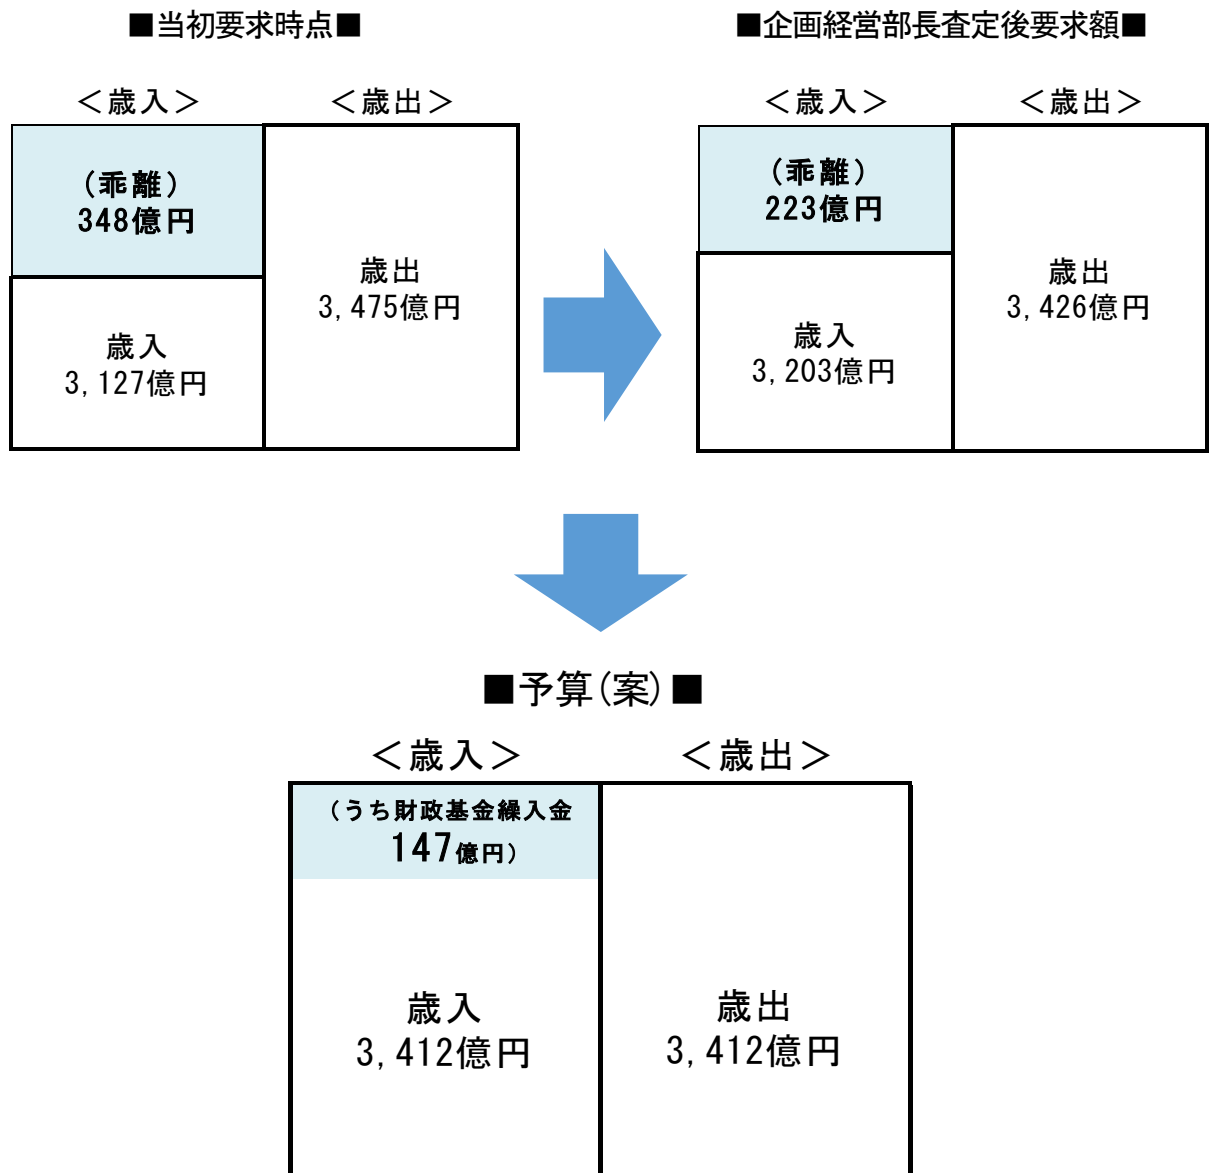 ■当初要求時点■
＜歳入＞ ＜歳出＞
（乖離）
348億円
歳入
3,127億円
歳出
3,475億円
■企画経営部長査定後要求額■
＜歳入＞ ＜歳出＞
（乖離）
223億円
歳入
3,203億円
歳出
3,426億円
■予算(案)■
＜歳入＞ ＜歳出＞
（うち財政基金繰入金
147億円）
歳入
3,412億円
歳出
3,412億円